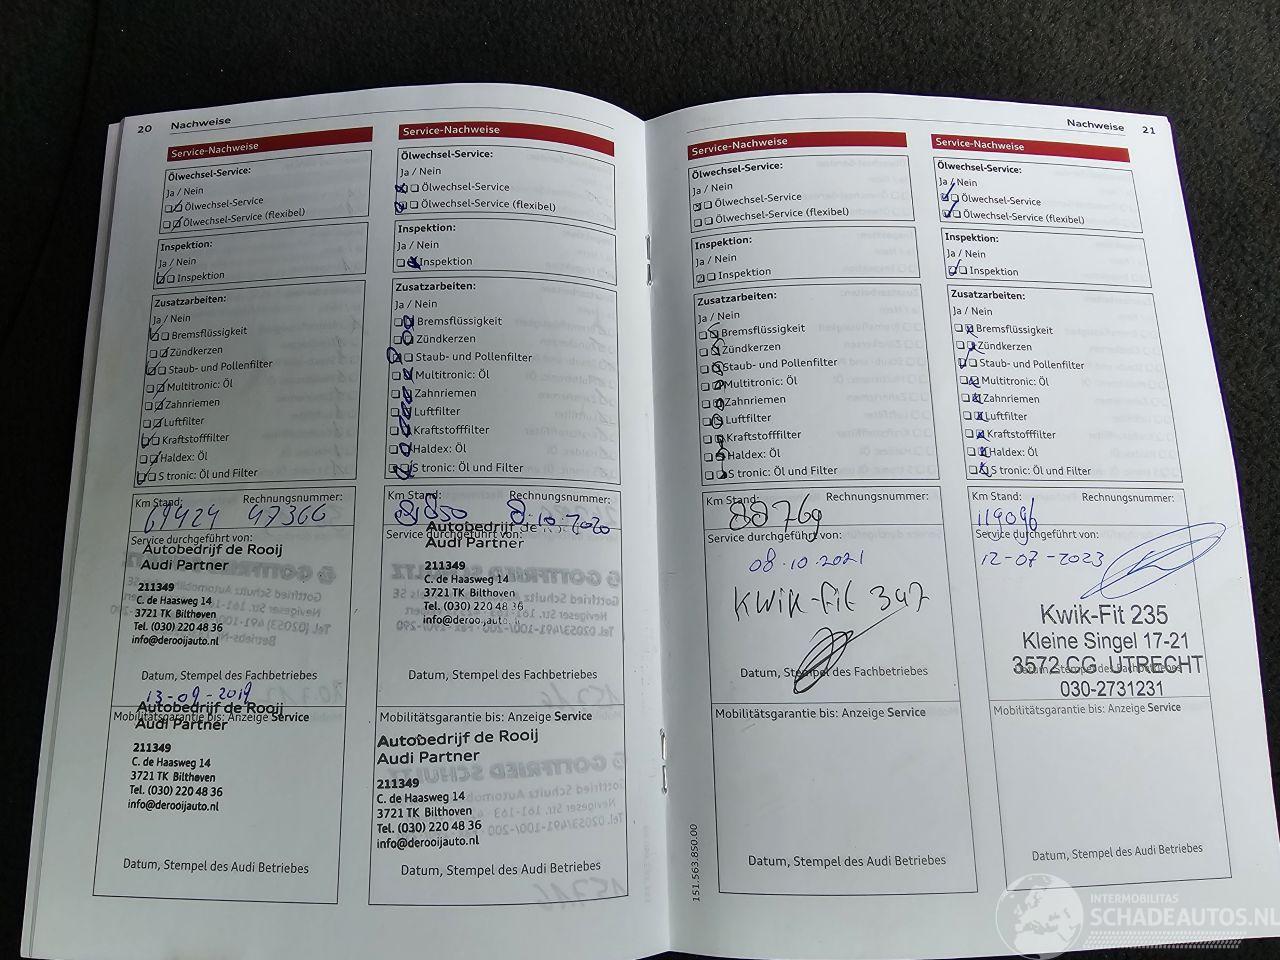 20 Nachweise
Service-Nachweise
Ölwechsel-Service:
Ja / Nein
Ölwechsel-Service
Ölwechsel-Service (flexibel)
Inspektion:
Ja / Nein
Inspektion
Zusatzarbeiten:
Ja / Nein
Bremsflüssigkeit
Zündkerzen
Staub- und Pollenfilter
Multitronic: Öl
Zahnriemen
Luftfilter
Kraftstofffilter
Haldex: Öl
S tronic: Öl und Filter
Km Stand: Rechnungsnummer:
69424 47366
Service durchgeführt von:
Autobedrijf de Rooij
Audi Partner
211349
C. de Haasweg 14
3721 MK Bilthoven
Tel. (030) 220 48 36
info@derooijauto.nl
Datum, Stempel des Fachbetriebes
13-09-2019
Mobilitätsgarantie bis: Anzeige Service
Autobedrijf de Rooij
Audi Partner
211349
C. de Haasweg 14
3721 TK Bilthoven
Tel. (030) 220 48 36
info@derooijauto.nl
Datum, Stempel des Audi Betriebes
Service-Nachweise
Ölwechsel-Service:
Ja / Nein
Ölwechsel-Service
Ölwechsel-Service (flexibel)
Inspektion:
Ja / Nein
Inspektion
Zusatzarbeiten:
Ja / Nein
Bremsflüssigkeit
Zündkerzen
Staub- und Pollenfilter
Multitronic: Öl
Zahnriemen
Luftfilter
Kraftstofffilter
Haldex: Öl
S tronic: Öl und Filter
Km Stand: Rechnungsnummer:
8.10.2020
Service durchgeführt von:
Autobedrijf de Rooij
Audi Partner
211349
C. de Haasweg 14
3721 TK Bilthoven
Tel. (030) 220 48 36
info@derooijauto.nl
Datum, Stempel des Fachbetriebes
Mobilitätsgarantie bis: Anzeige Service
Autobedrijf de Rooij
Audi Partner
211349
C. de Haasweg 14
3721 TK Bilthoven
Tel. (030) 220 48 36
info@derooijauto.nl
Datum, Stempel des Audi Betriebes
Nachweise 21
Service-Nachweise
Ölwechsel-Service:
Ja / Nein
Ölwechsel-Service
Ölwechsel-Service (flexibel)
Inspektion:
Ja / Nein
Inspektion
Zusatzarbeiten:
Ja / Nein
Bremsflüssigkeit
Zündkerzen
Staub- und Pollenfilter
Multitronic: Öl
Zahnriemen
Luftfilter
Kraftstofffilter
Haldex: Öl
S tronic: Öl und Filter
Km Stand: Rechnungsnummer:
88769
Service durchgeführt von:
08.10.2021
Kwik-Fit 347
Datum, Stempel des Fachbetriebes
Mobilitätsgarantie bis: Anzeige Service
Datum, Stempel des Audi Betriebes
151.563.850.00
Service-Nachweise
Ölwechsel-Service:
Ja / Nein
Ölwechsel-Service
Ölwechsel-Service (flexibel)
Inspektion:
Ja / Nein
Inspektion
Zusatzarbeiten:
Ja / Nein
Bremsflüssigkeit
Zündkerzen
Staub- und Pollenfilter
Multitronic: Öl
Zahnriemen
Luftfilter
Kraftstofffilter
Haldex: Öl
S tronic: Öl und Filter
Km Stand: Rechnungsnummer:
119096
Service durchgeführt von:
12-07-2023
Kwik-Fit 235
Kleine Singel 17-21
3572 CG UTRECHT
Datum, Stempel des Fachbetriebes
030-2731231
Mobilitätsgarantie bis: Anzeige Service
Datum, Stempel des Audi Betriebes
INTERMOBILITAS
SCHADEAUTOS.NL